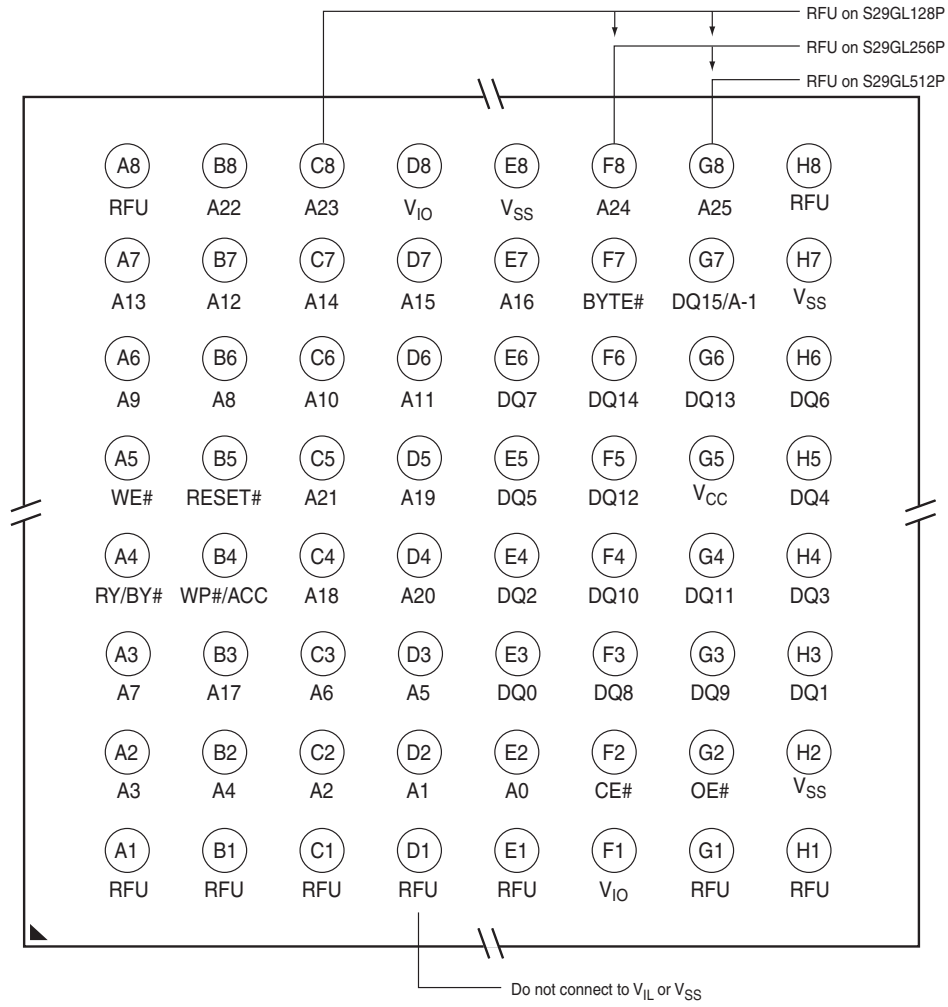 RFU on S29GL128P
RFU on S29GL256P
RFU on S29GL512P
A8 B8 C8 D8 E8 F8 G8 H8
RFU A22 A23 VIO VSS A24 A25 RFU
A7 B7 C7 D7 E7 F7 G7 H7
A13 A12 A14 A15 A16 BYTE# DQ15/A-1 VSS
A6 B6 C6 D6 E6 F6 G6 H6
A9 A8 A10 A11 DQ7 DQ14 DQ13 DQ6
A5 B5 C5 D5 E5 F5 G5 H5
WE# RESET# A21 A19 DQ5 DQ12 VCC DQ4
A4 B4 C4 D4 E4 F4 G4 H4
RY/BY# WP#/ACC A18 A20 DQ2 DQ10 DQ11 DQ3
A3 B3 C3 D3 E3 F3 G3 H3
A7 A17 A6 A5 DQ0 DQ8 DQ9 DQ1
A2 B2 C2 D2 E2 F2 G2 H2
A3 A4 A2 A1 A0 CE# OE# VSS
A1 B1 C1 D1 E1 F1 G1 H1
RFU RFU RFU RFU RFU VIO RFU RFU
Do not connect to VIL or VSS